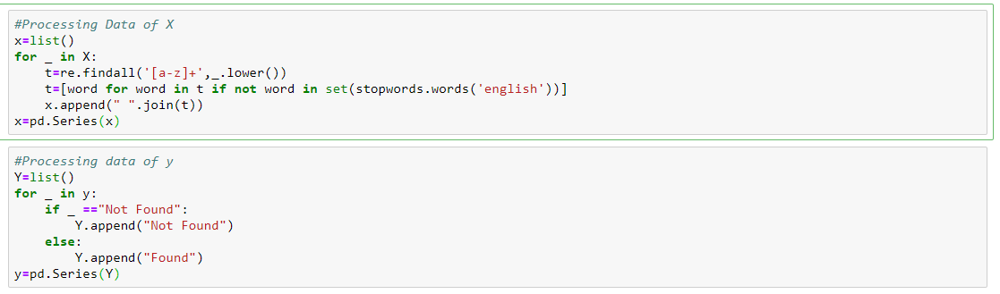 #Processing Data of X
x=list()
for _ in X:
    t=re.findall('[a-z]+',_.lower())
    t=[word for word in t if not word in set(stopwords.words('english'))]
    x.append(" ".join(t))
x=pd.Series(x)
#Processing data of y
Y=list()
for _ in y:
    if _ =="Not Found":
        Y.append("Not Found")
    else:
        Y.append("Found")
y=pd.Series(Y)